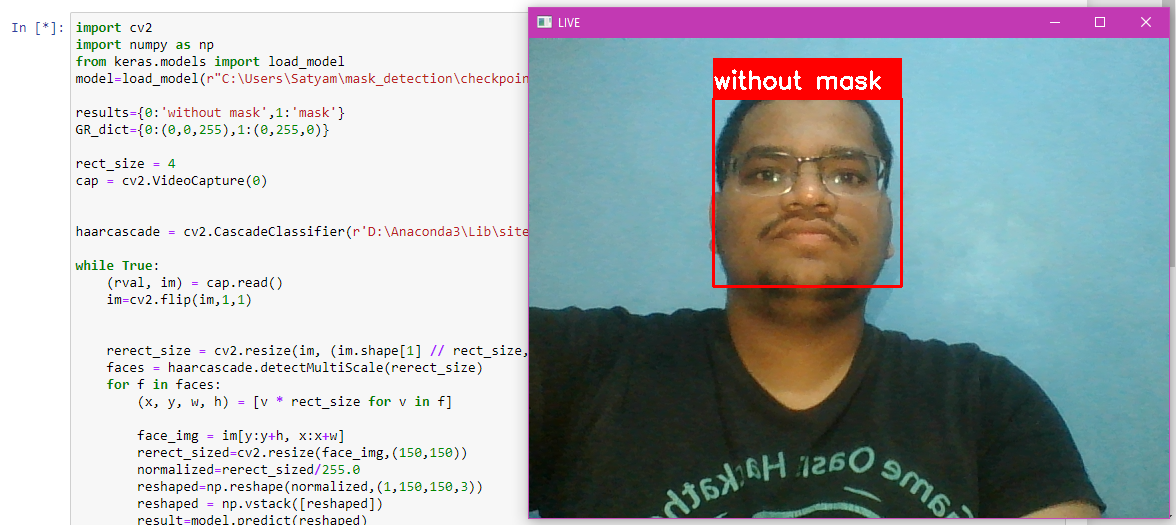 In [*]:
import cv2
import numpy as np
from keras.models import load_model
model=load_model(r"C:\Users\Satyam\mask_detection\checkpoin
results={0:'without mask',1:'mask'}
GR_dict={0:(0,0,255),1:(0,255,0)}
rect_size = 4
cap = cv2.VideoCapture(0)
haarcascade = cv2.CascadeClassifier(r'D:\Anaconda3\Lib\site
while True:
    (rval, im) = cap.read()
    im=cv2.flip(im,1,1)
    rerect_size = cv2.resize(im, (im.shape[1] // rect_size,
    faces = haarcascade.detectMultiScale(rerect_size)
    for f in faces:
        (x, y, w, h) = [v * rect_size for v in f]
        face_img = im[y:y+h, x:x+w]
        rerect_sized=cv2.resize(face_img,(150,150))
        normalized=rerect_sized/255.0
        reshaped=np.reshape(normalized,(1,150,150,3))
        reshaped = np.vstack([reshaped])
        result=model.predict(reshaped)
LIVE
without mask